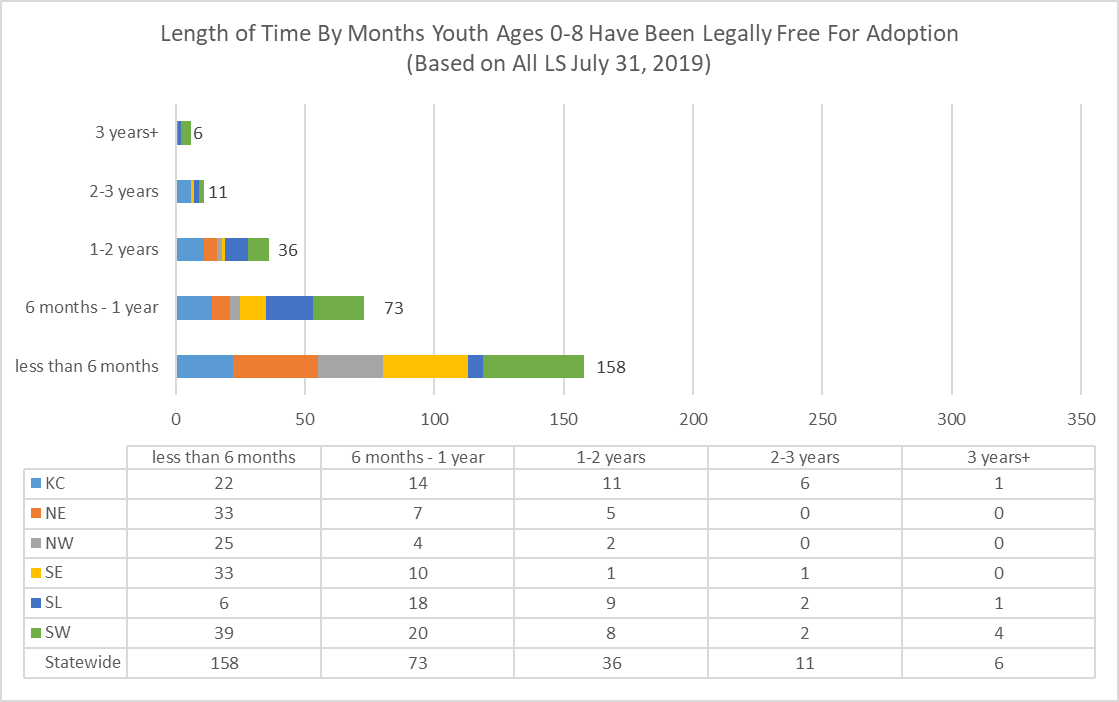 Length of Time By Months Youth Ages 0-8 Have Been Legally Free For Adoption
(Based on All LS July 31, 2019)
3 years+ 6
2-3 years 11
1-2 years 36
6 months - 1 year 73
less than 6 months 158
0 50 100 150 200 250 300 350
less than 6 months 6 months - 1 year 1-2 years 2-3 years 3 years+
KC 22 14 11 6 1
NE 33 7 5 0 0
NW 25 4 2 0 0
SE 33 10 1 1 0
SL 6 18 9 2 1
SW 39 20 8 2 4
Statewide 158 73 36 11 6